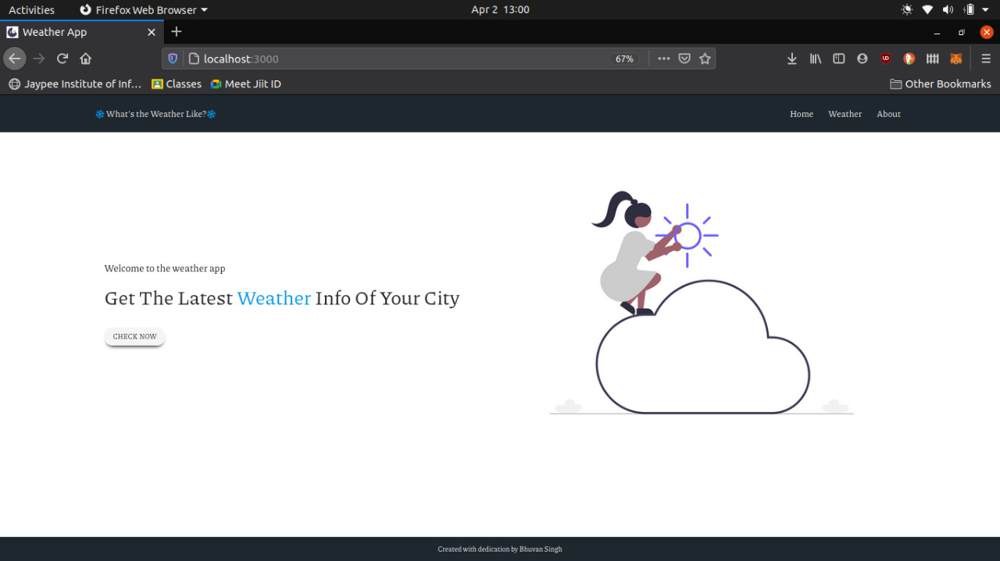 Activities Firefox Web Browser Apr 2 13:00
Weather App
localhost:3000 67%
Jaypee Institute of Inf... Classes Meet Jiit ID Other Bookmarks
What's the Weather Like? Home Weather About
Welcome to the weather app
Get The Latest Weather Info Of Your City
CHECK NOW
Created with dedication by Bhuvan Singh